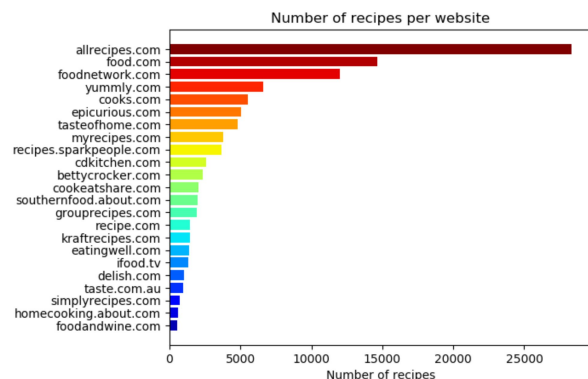 Number of recipes per website
allrecipes.com
food.com
foodnetwork.com
yummly.com
cooks.com
epicurious.com
tasteofhome.com
myrecipes.com
recipes.sparkpeople.com
cdkitchen.com
bettycrocker.com
cookeatshare.com
southernfood.about.com
grouprecipes.com
recipe.com
kraftrecipes.com
eatingwell.com
ifood.tv
delish.com
taste.com.au
simplyrecipes.com
homecooking.about.com
foodandwine.com
0 5000 10000 15000 20000 25000
Number of recipes